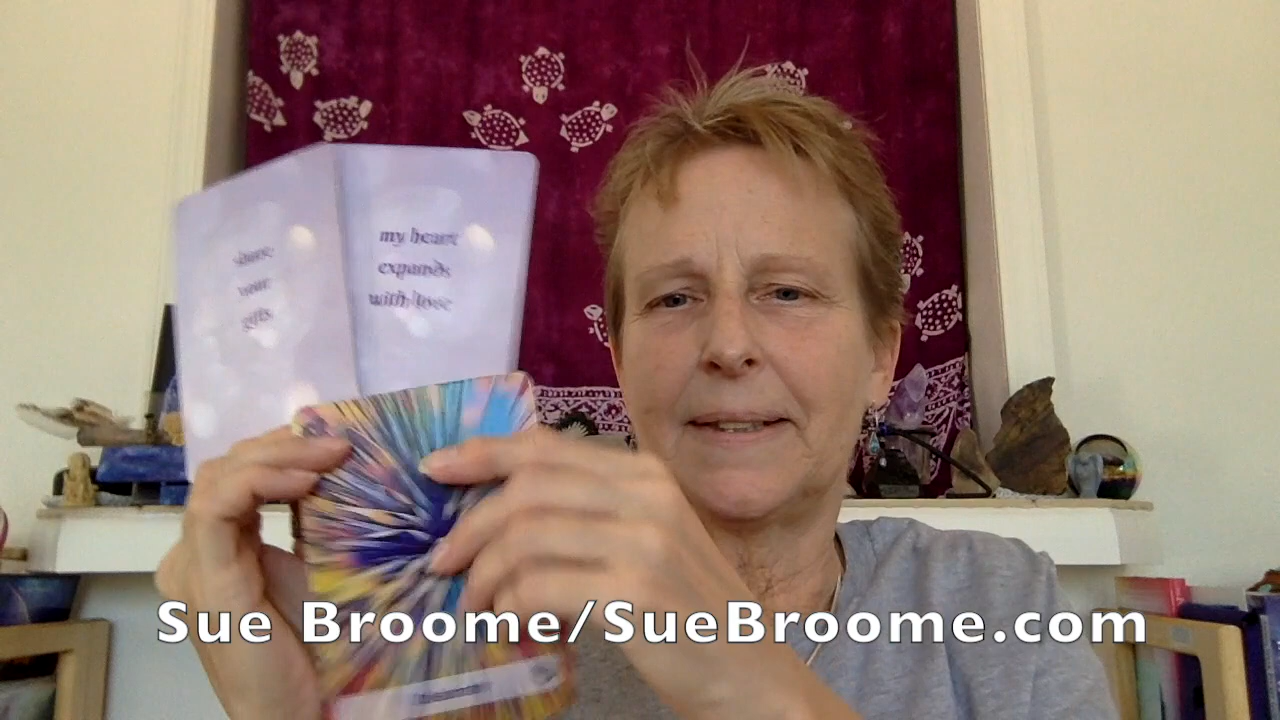 share
your
gifts
my heart
expands
with love
Sue Broome/SueBroome.com